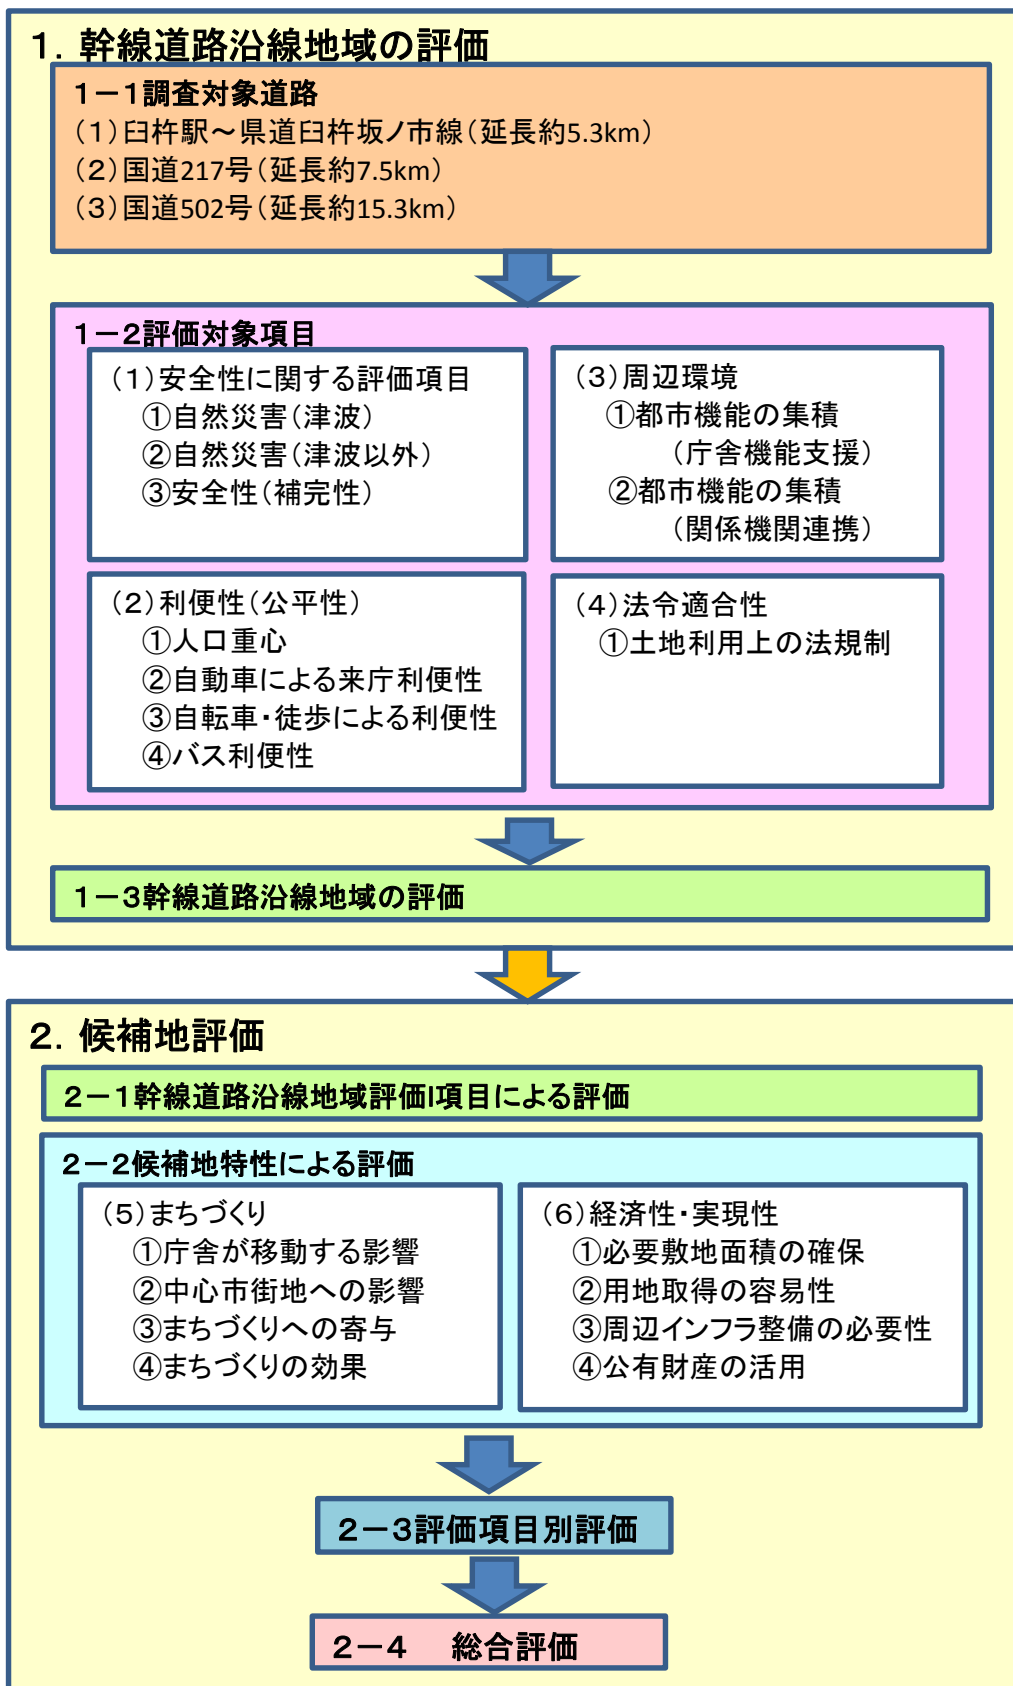 １．幹線道路沿線地域の評価
１－１調査対象道路
（１）臼杵駅～県道臼杵坂ノ市線（延長約5.3km）
（２）国道217号（延長約7.5km）
（３）国道502号（延長約15.3km）
１－２評価対象項目
（１）安全性に関する評価項目
①自然災害（津波）
②自然災害（津波以外）
③安全性（補完性）
（２）利便性（公平性）
①人口重心
②自動車による来庁利便性
③自転車・徒歩による利便性
④バス利便性
（３）周辺環境
①都市機能の集積
（庁舎機能支援）
②都市機能の集積
（関係機関連携）
（４）法令適合性
①土地利用上の法規制
１－３幹線道路沿線地域の評価
２．候補地評価
２－１幹線道路沿線地域評価I項目による評価
２－２候補地特性による評価
（５）まちづくり
①庁舎が移動する影響
②中心市街地への影響
③まちづくりへの寄与
④まちづくりの効果
（６）経済性・実現性
①必要敷地面積の確保
②用地取得の容易性
③周辺インフラ整備の必要性
④公有財産の活用
２－３評価項目別評価
２－４　総合評価